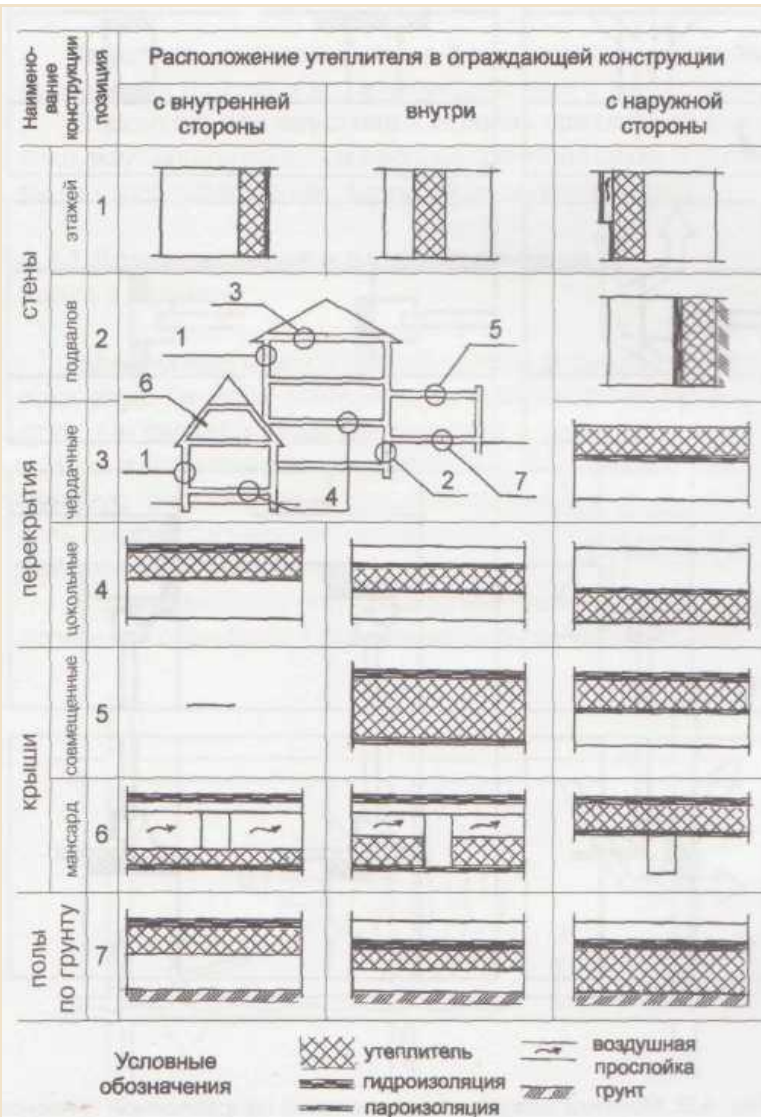 Наимено-
вание
конструкции
позиция
Расположение утеплителя в ограждающей конструкции
с внутренней
стороны
внутри
с наружной
стороны
стены
этажей
1
подвалов
2
3
1
5
6
1
4
2
7
перекрытия
чердачные
3
цокольные
4
крыши
совмещенные
5
мансард
6
полы
по грунту
7
Условные
обозначения
утеплитель
гидроизоляция
пароизоляция
воздушная
прослойка
грунт